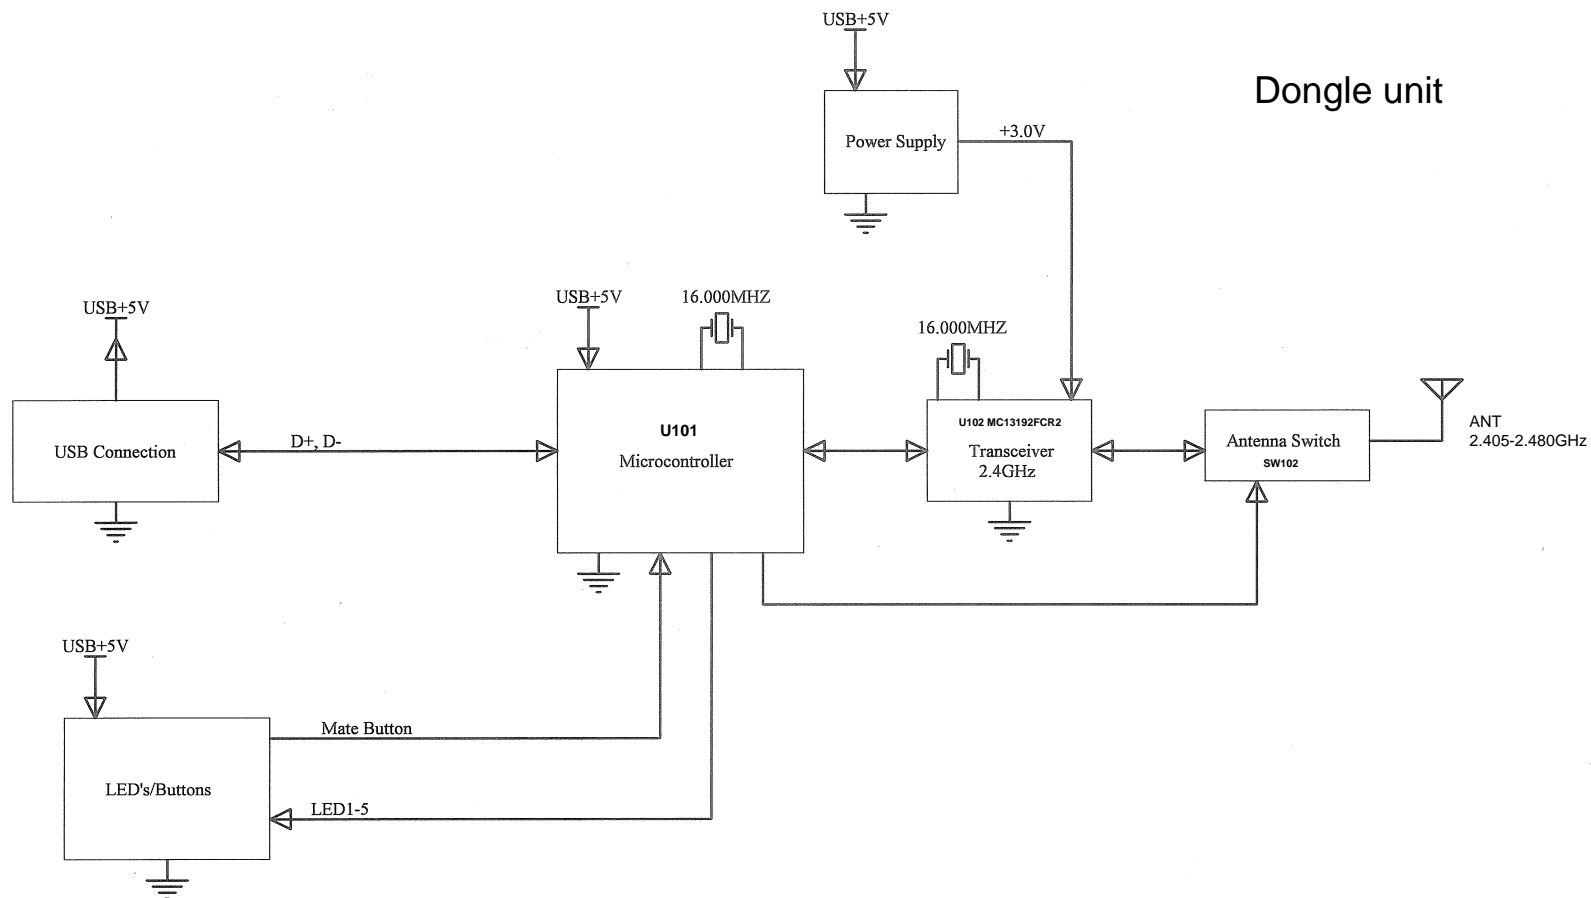 USB+5V
Dongle unit
Power Supply
+3.0V
USB+5V
USB+5V
16.000MHZ
16.000MHZ
USB Connection
D+, D-
U101
Microcontroller
U102 MC13192FCR2
Transceiver
2.4GHz
Antenna Switch
SW102
ANT
2.405-2.480GHz
USB+5V
LED's/Buttons
Mate Button
LED1-5